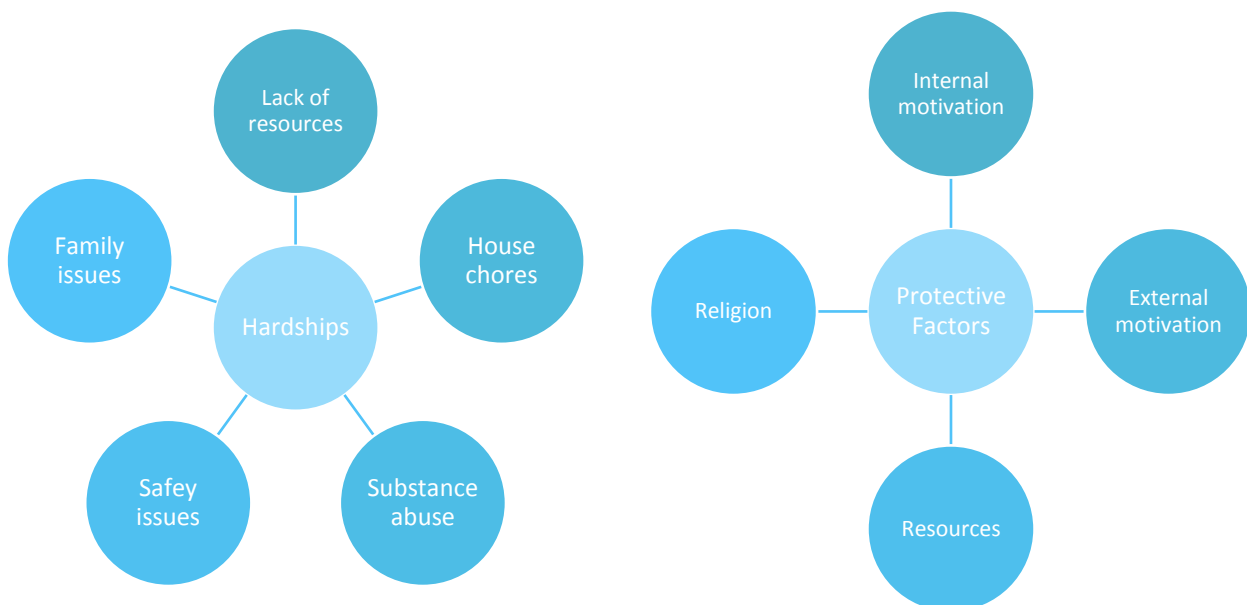 Lack of
resources
Family
issues
House
chores
Hardships
Safey
issues
Substance
abuse
Internal
motivation
Religion
Protective
Factors
External
motivation
Resources